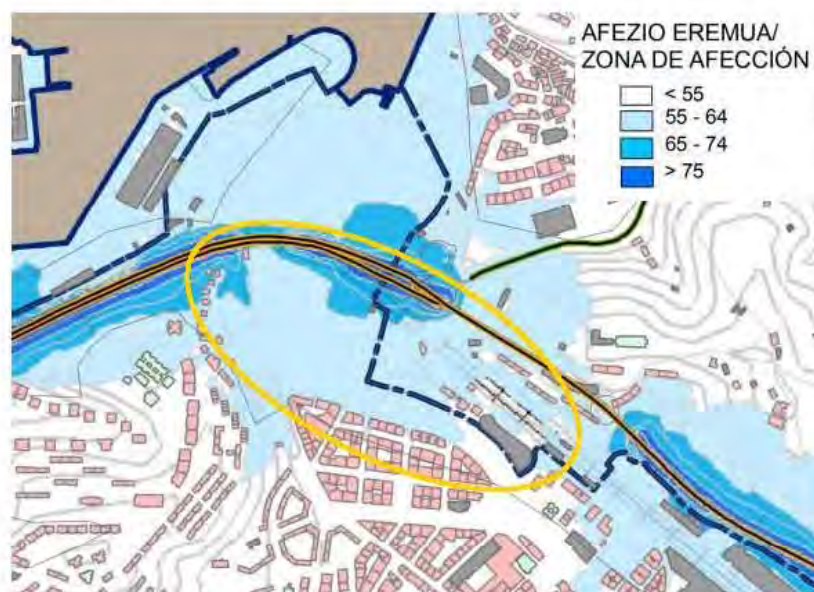 AFEZIO EREMUA/
ZONA DE AFECCIÓN
< 55
55 - 64
65 - 74
> 75